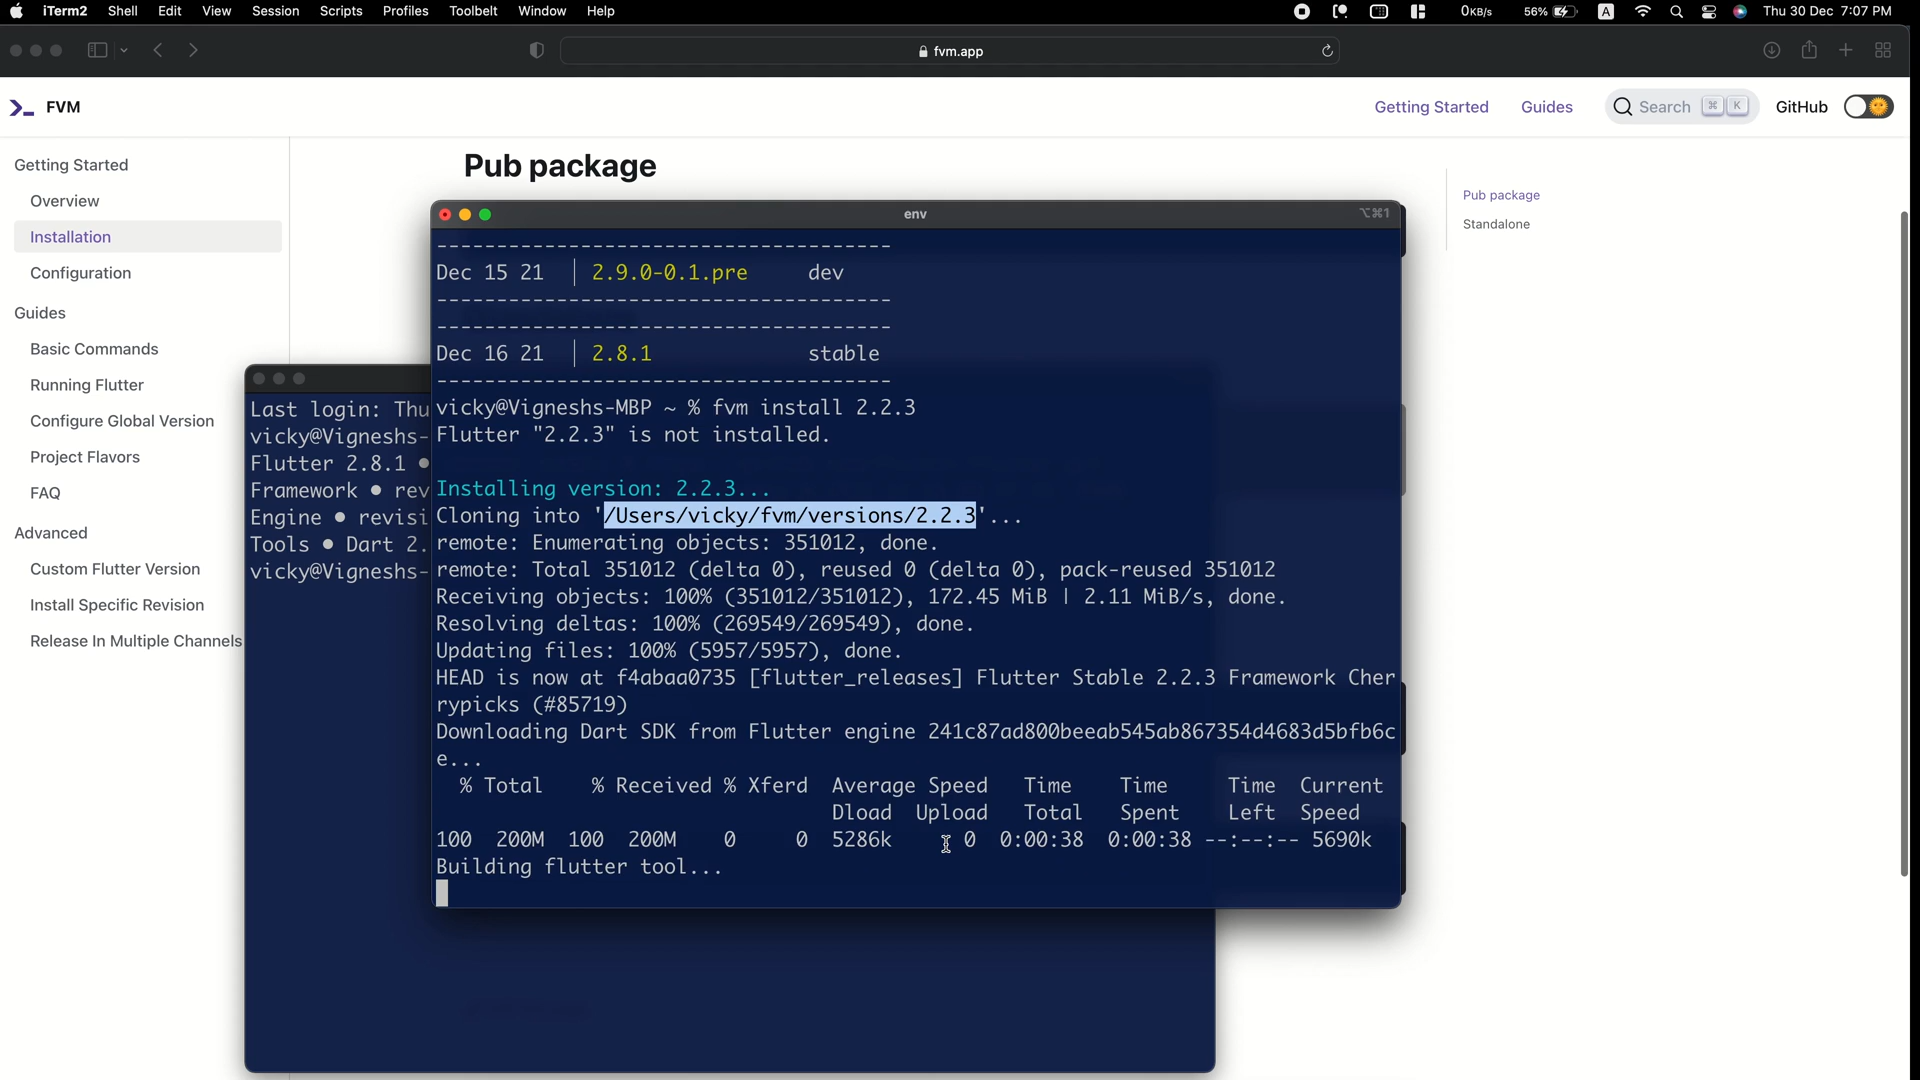 iTerm2 Shell Edit View Session Scripts Profiles Toolbelt Window Help 0KB/s 56% A Thu 30 Dec 7:07 PM
fvm.app
FVM Getting Started Guides Search ⌘ K GitHub
Getting Started
Overview
Installation
Configuration
Guides
Basic Commands
Running Flutter
Configure Global Version
Project Flavors
FAQ
Advanced
Custom Flutter Version
Install Specific Revision
Release In Multiple Channels
Pub package
Pub package
Standalone
Last login: Thu
vicky@Vigneshs-
Flutter 2.8.1 •
Framework • rev
Engine • revisi
Tools • Dart 2.
vicky@Vigneshs-
env ⌥⌘1
--------------------------------------
Dec 15 21 │ 2.9.0-0.1.pre dev
--------------------------------------
--------------------------------------
Dec 16 21 │ 2.8.1 stable
--------------------------------------
vicky@Vigneshs-MBP ~ % fvm install 2.2.3
Flutter "2.2.3" is not installed.
Installing version: 2.2.3...
Cloning into '/Users/vicky/fvm/versions/2.2.3'...
remote: Enumerating objects: 351012, done.
remote: Total 351012 (delta 0), reused 0 (delta 0), pack-reused 351012
Receiving objects: 100% (351012/351012), 172.45 MiB | 2.11 MiB/s, done.
Resolving deltas: 100% (269549/269549), done.
Updating files: 100% (5957/5957), done.
HEAD is now at f4abaa0735 [flutter_releases] Flutter Stable 2.2.3 Framework Cher
rypicks (#85719)
Downloading Dart SDK from Flutter engine 241c87ad800beeab545ab867354d4683d5bfb6c
e...
% Total % Received % Xferd Average Speed Time Time Time Current
Dload Upload Total Spent Left Speed
100 200M 100 200M 0 0 5286k 0 0:00:38 0:00:38 --:--:-- 5690k
Building flutter tool...